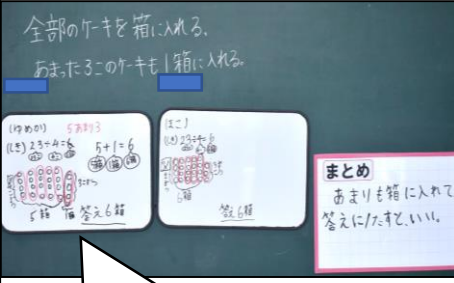 全部のケーキを箱に入れる、
あまった3このケーキも1箱に入れる。
(ゆめか) 5あまり3
(しき) 23÷4=6
5+1=6
5箱 1箱
答え6箱
(しき) 23÷4=6
6箱
答え6箱
まとめ
あまりも箱に入れて
答えに1たすと、いい。